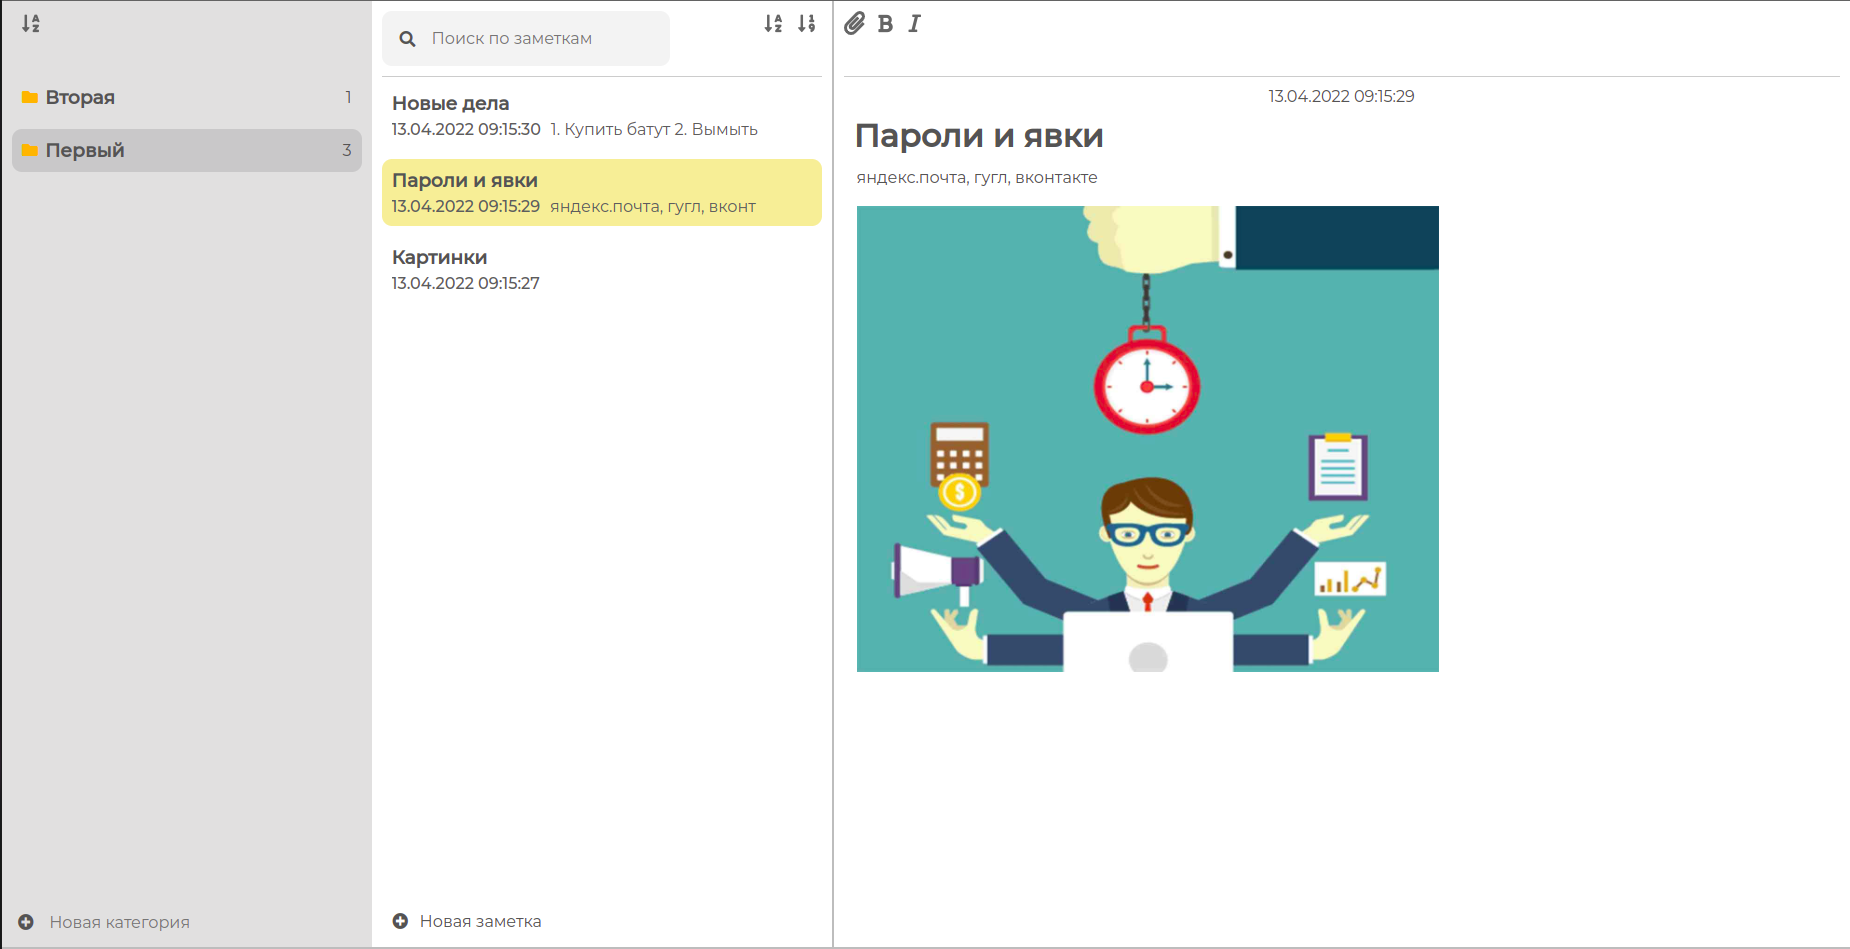 Вторая 1
Первый 3
Новая категория
Поиск по заметкам
Новые дела
13.04.2022 09:15:30 1. Купить батут 2. Вымыть
Пароли и явки
13.04.2022 09:15:29 яндекс.почта, гугл, вконт
Картинки
13.04.2022 09:15:27
Новая заметка
B I
13.04.2022 09:15:29
Пароли и явки
яндекс.почта, гугл, вконтакте
$